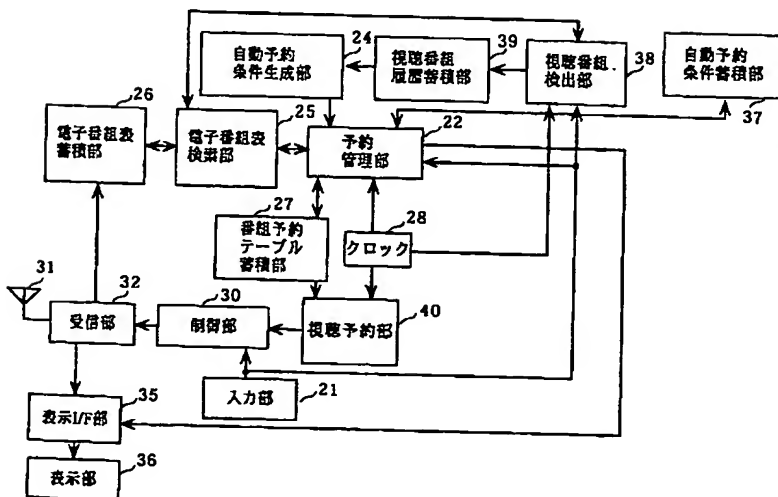 24
自動予約
条件生成部
39
視聴番組
履歴蓄積部
視聴番組
検出部
38
自動予約
条件蓄積部
37
26
電子番組表
蓄積部
25
電子番組表
検索部
22
予約
管理部
27
番組予約
テーブル
蓄積部
28
クロック
31
32
受信部
30
制御部
視聴予約部
40
入力部
21
35
表示I/F部
表示部
36